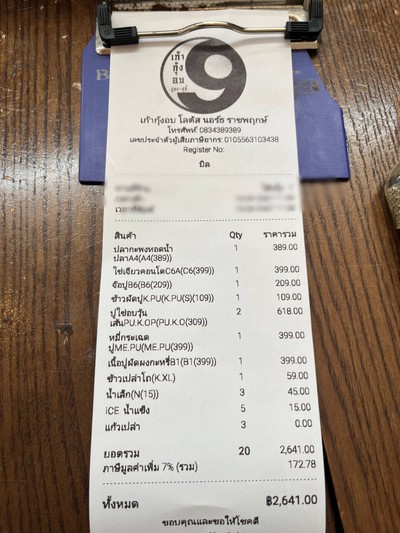 เก้า
กุ้ง
อบ
9
เก้ากุ้งอบ โลตัส นอร์ธ ราชพฤกษ์
โทรศัพท์: 0834389389
เลขประจำตัวผู้เสียภาษีอากร: 0105563103438
Register No:
บิล
สินค้า Qty ราคารวม
ปลากะพงทอดน้ำ 1 389.00
ปลาA4(A4(389))
ไข่เจียวคอนโดC6A(C6(399)) 1 399.00
จ๊อปูB6(B6(209)) 1 209.00
ข้าวผัดปูK.PU(K.PU(S)(109)) 1 109.00
ปูไข่อบวุ้น 2 618.00
เส้นPU.K.OP(PU.K.O(309))
หมี่กระเฉด 1 399.00
ปูME.PU(ME.PU(399))
เนื้อปูผัดผงกะหรี่B1(B1(399)) 1 399.00
ข้าวเปล่าโถ(K.XL) 1 59.00
น้ำเล็ก(N(15)) 3 45.00
iCE น้ำแข็ง 5 15.00
แก้วเปล่า 3 0.00
ยอดรวม 20 2,641.00
ภาษีมูลค่าเพิ่ม 7% (รวม) 172.78
ทั้งหมด ฿2,641.00
ขอบคุณและขอให้โชคดี